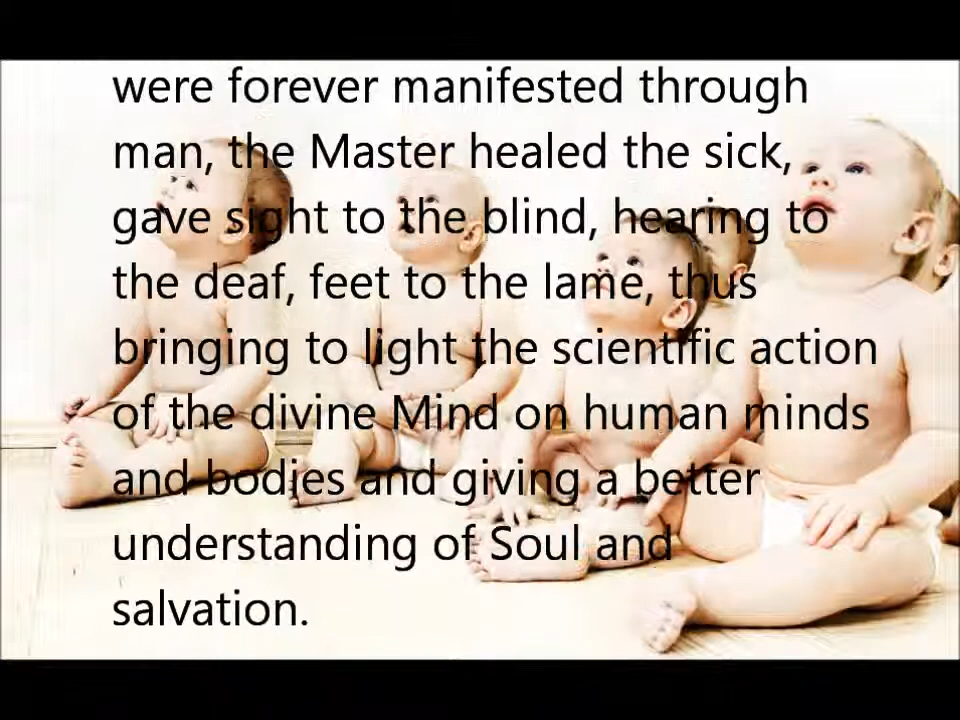 were forever manifested through
man, the Master healed the sick,
gave sight to the blind, hearing to
the deaf, feet to the lame, thus
bringing to light the scientific action
of the divine Mind on human minds
and bodies and giving a better
understanding of Soul and
salvation.